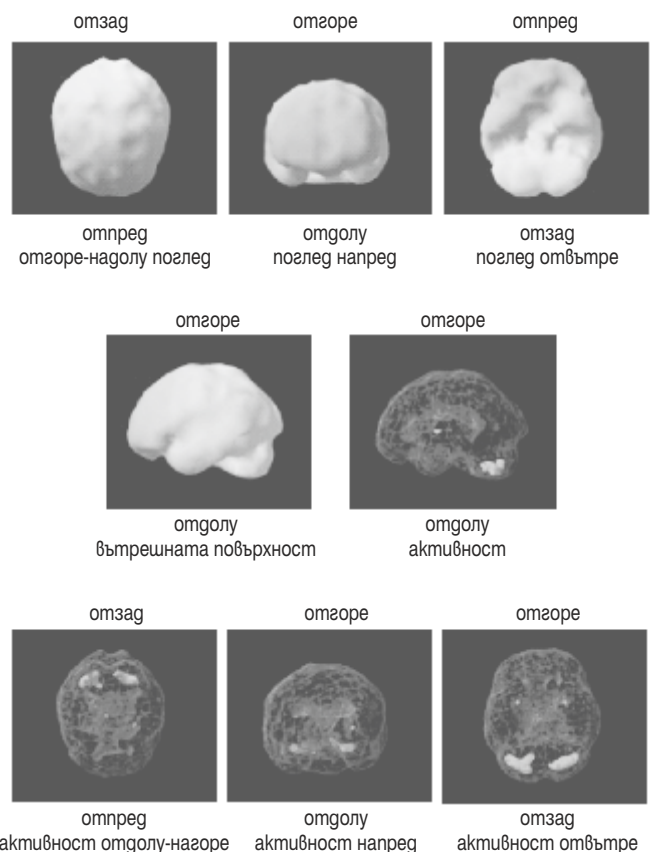 отзад
отгоре
отпред
отпред
отгоре-надолу поглед
отдолу
поглед напред
отзад
поглед отвътре
отгоре
отгоре
отдолу
вътрешната повърхност
отдолу
активност
отзад
отгоре
отгоре
отпред
активност отдолу-нагоре
отдолу
активност напред
отзад
активност отвътре